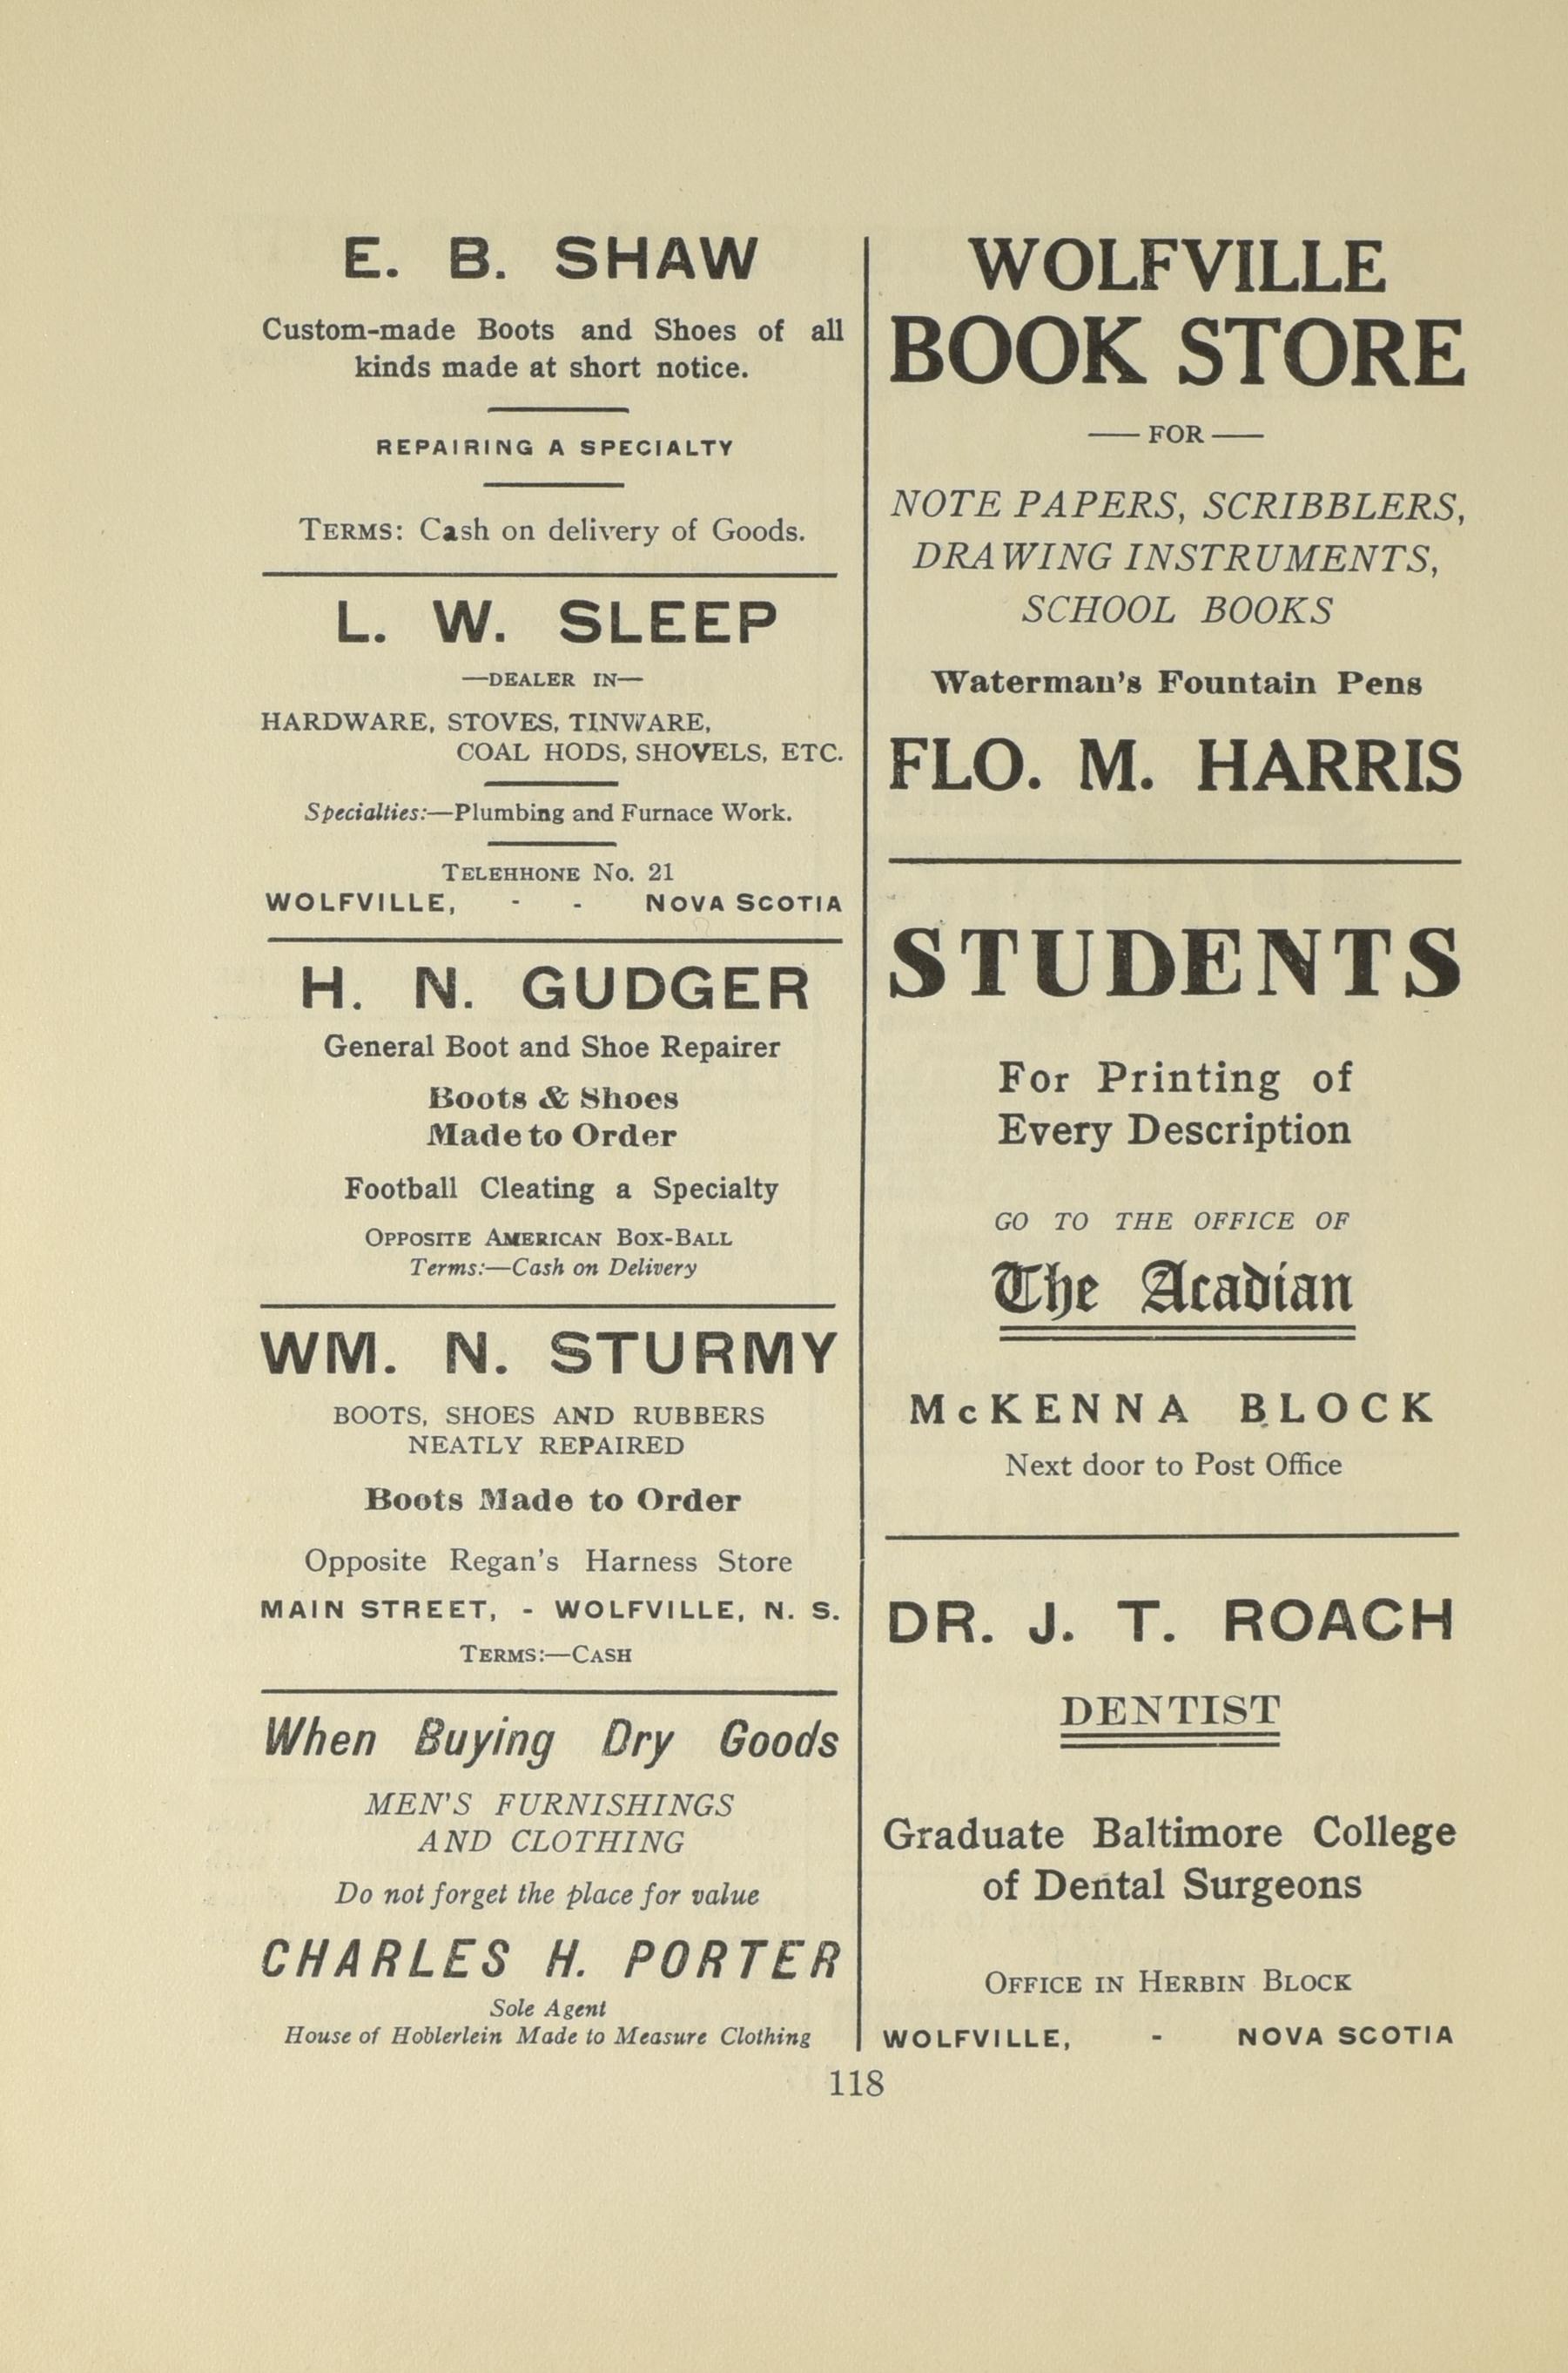 E. B. SHAW
Custom-made Boots and Shoes of all
kinds made at short notice.
REPAIRING A SPECIALTY
TERMS: Cash on delivery of Goods.
L. W. SLEEP
—DEALER IN—
HARDWARE, STOVES, TINWARE,
COAL HODS, SHOVELS, ETC.
Specialties:—Plumbing and Furnace Work.
TELEHHONE No. 21
WOLFVILLE, - - NOVA SCOTIA
H. N. GUDGER
General Boot and Shoe Repairer
Boots & Shoes
Made to Order
Football Cleating a Specialty
OPPOSITE AMERICAN BOX-BALL
Terms:—Cash on Delivery
WM. N. STURMY
BOOTS, SHOES AND RUBBERS
NEATLY REPAIRED
Boots Made to Order
Opposite Regan's Harness Store
MAIN STREET, - WOLFVILLE, N. S.
TERMS:—CASH
When Buying Dry Goods
MEN'S FURNISHINGS
AND CLOTHING
Do not forget the place for value
CHARLES H. PORTER
Sole Agent
House of Hoblerlein Made to Measure Clothing
WOLFVILLE
BOOK STORE
— FOR —
NOTE PAPERS, SCRIBBLERS,
DRAWING INSTRUMENTS,
SCHOOL BOOKS
Waterman's Fountain Pens
FLO. M. HARRIS
STUDENTS
For Printing of
Every Description
GO TO THE OFFICE OF
The Acadian
McKENNA BLOCK
Next door to Post Office
DR. J. T. ROACH
DENTIST
Graduate Baltimore College
of Dental Surgeons
OFFICE IN HERBIN BLOCK
WOLFVILLE, - NOVA SCOTIA
118